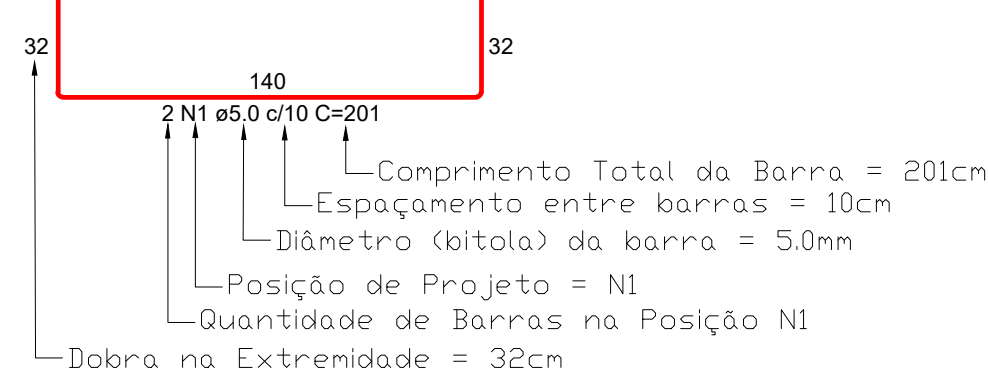 32
32
140
2 N1 ø5.0 c/10 C=201
Comprimento Total da Barra = 201cm
Espaçamento entre barras = 10cm
Diâmetro (bitola) da barra = 5.0mm
Posição de Projeto = N1
Quantidade de Barras na Posição N1
Dobra na Extremidade = 32cm